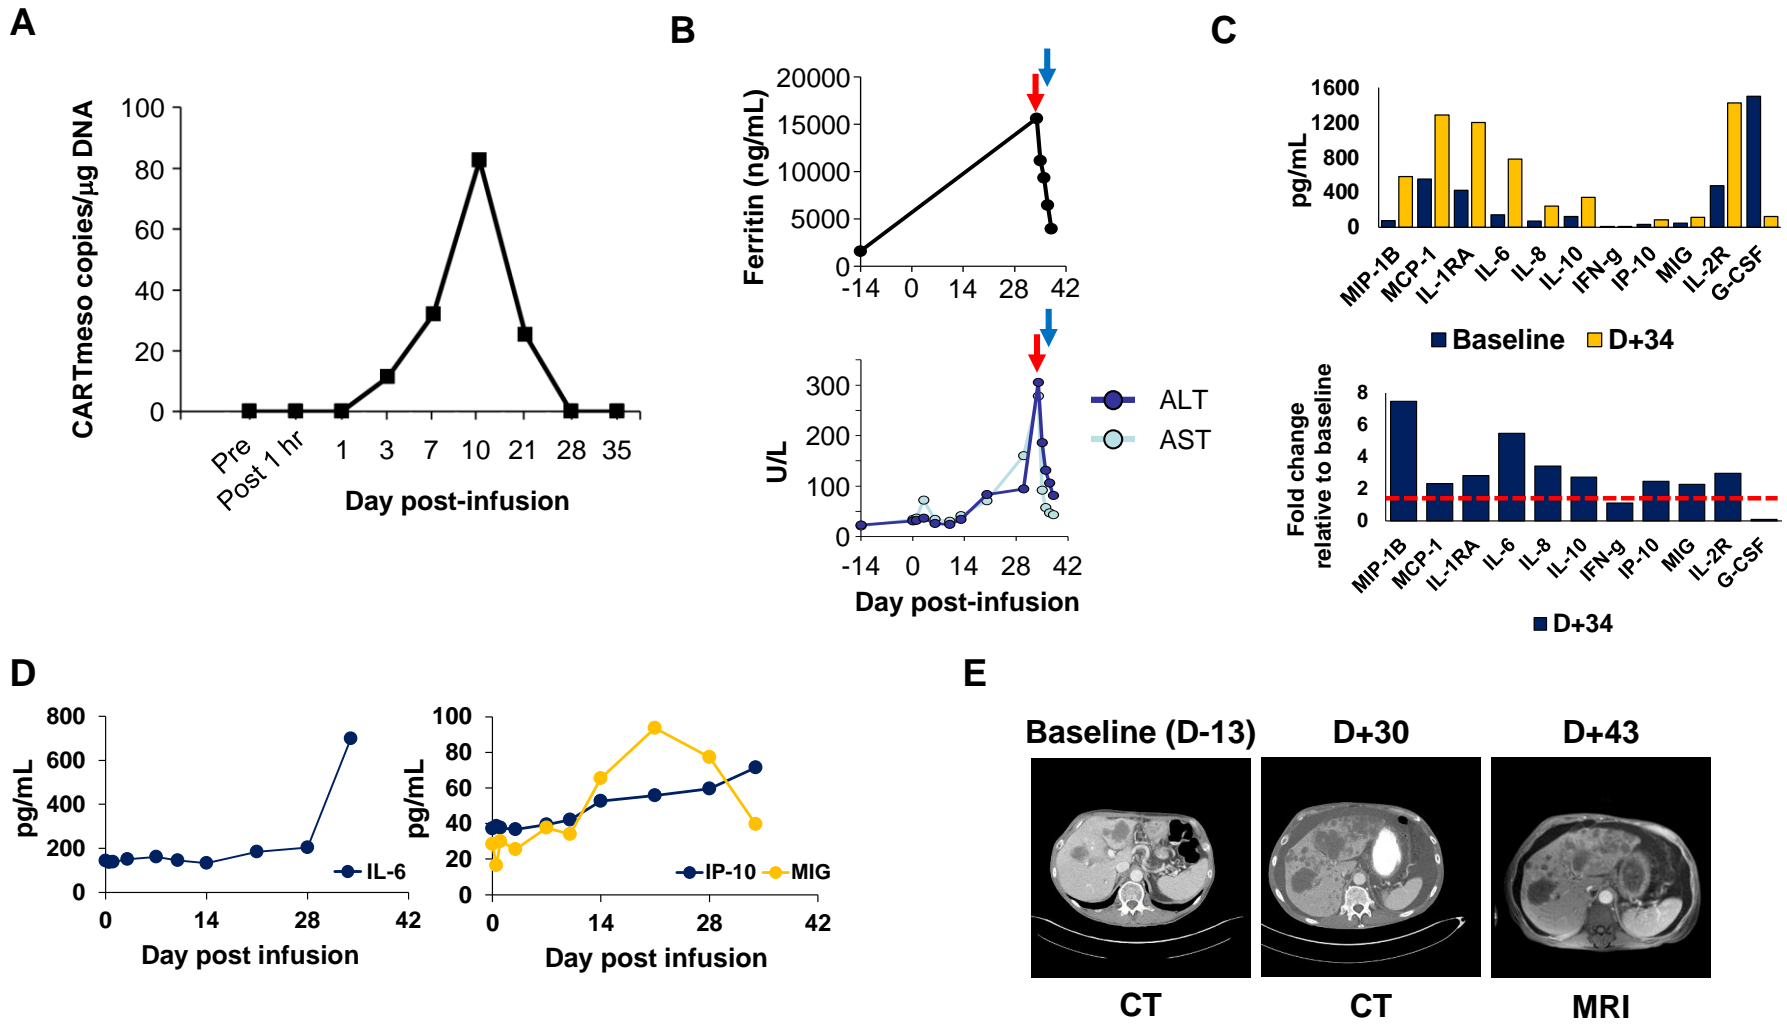 A
CARTmeso copies/µg DNA
100
80
60
40
20
0
Pre
Post 1 hr
1
3
7
10
21
28
35
Day post-infusion
B
Ferritin (ng/mL)
20000
15000
10000
5000
0
-14
0
14
28
42
U/L
300
200
100
0
-14
0
14
28
42
Day post-infusion
ALT
AST
C
pg/mL
1600
1200
800
400
0
MIP-1B
MCP-1
IL-1RA
IL-6
IL-8
IL-10
IFN-g
IP-10
MIG
IL-2R
G-CSF
Baseline
D+34
Fold change
relative to baseline
8
6
4
2
0
MIP-1B
MCP-1
IL-1RA
IL-6
IL-8
IL-10
IFN-g
IP-10
MIG
IL-2R
G-CSF
D+34
D
pg/mL
800
600
400
200
0
0
14
28
42
IL-6
Day post infusion
pg/mL
100
80
60
40
20
0
0
14
28
42
IP-10
MIG
Day post infusion
E
Baseline (D-13)
D+30
D+43
CT
CT
MRI